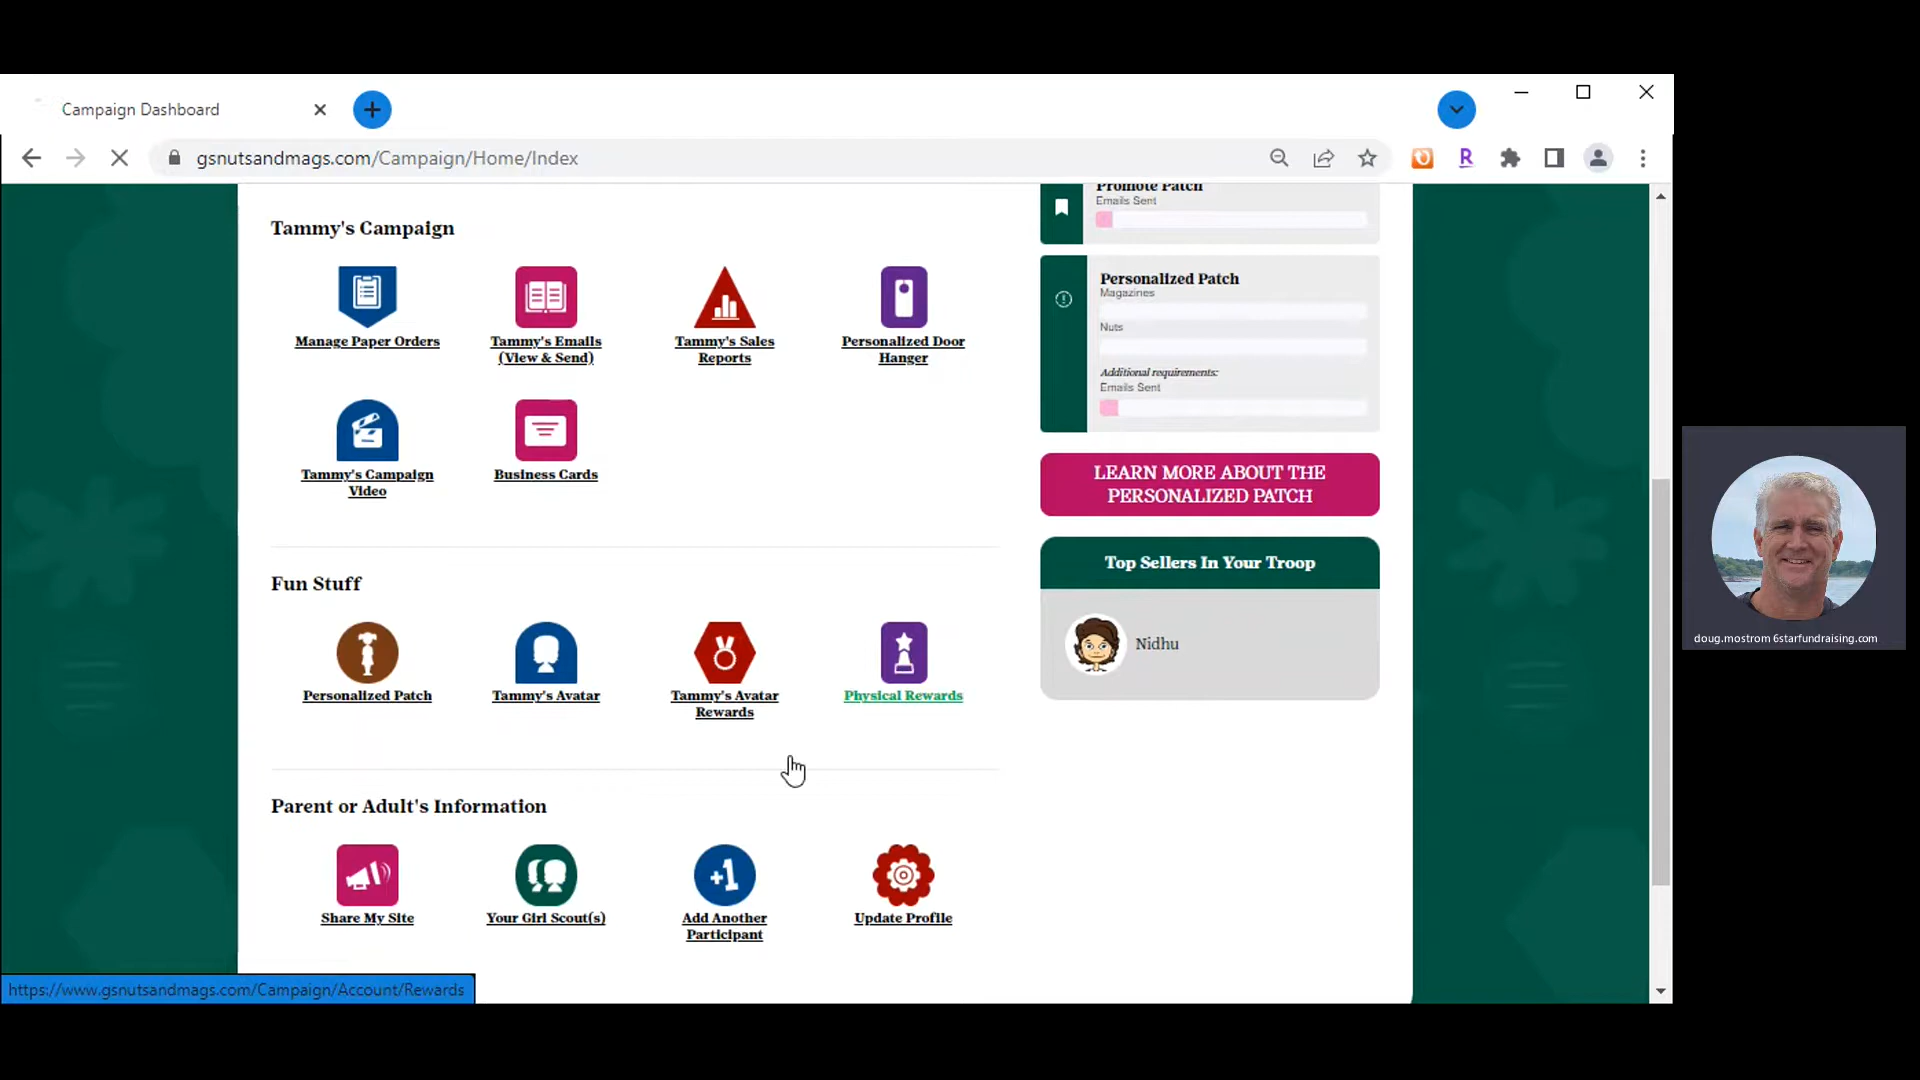 Campaign Dashboard
gsnutsandmags.com/Campaign/Home/Index
R
Tammy's Campaign
Manage Paper Orders
Tammy's Emails
(View & Send)
Tammy's Sales
Reports
Personalized Door
Hanger
Tammy's Campaign
Video
Business Cards
Fun Stuff
Personalized Patch
Tammy's Avatar
Tammy's Avatar
Rewards
Physical Rewards
Parent or Adult's Information
+1
Share My Site
Your Girl Scout(s)
Add Another
Participant
Update Profile
Promote Patch
Emails Sent
Personalized Patch
Magazines
Nuts
Additional requirements:
Emails Sent
LEARN MORE ABOUT THE
PERSONALIZED PATCH
Top Sellers In Your Troop
Nidhu
doug.mostrom 6starfundraising.com
https://www.gsnutsandmags.com/Campaign/Account/Rewards